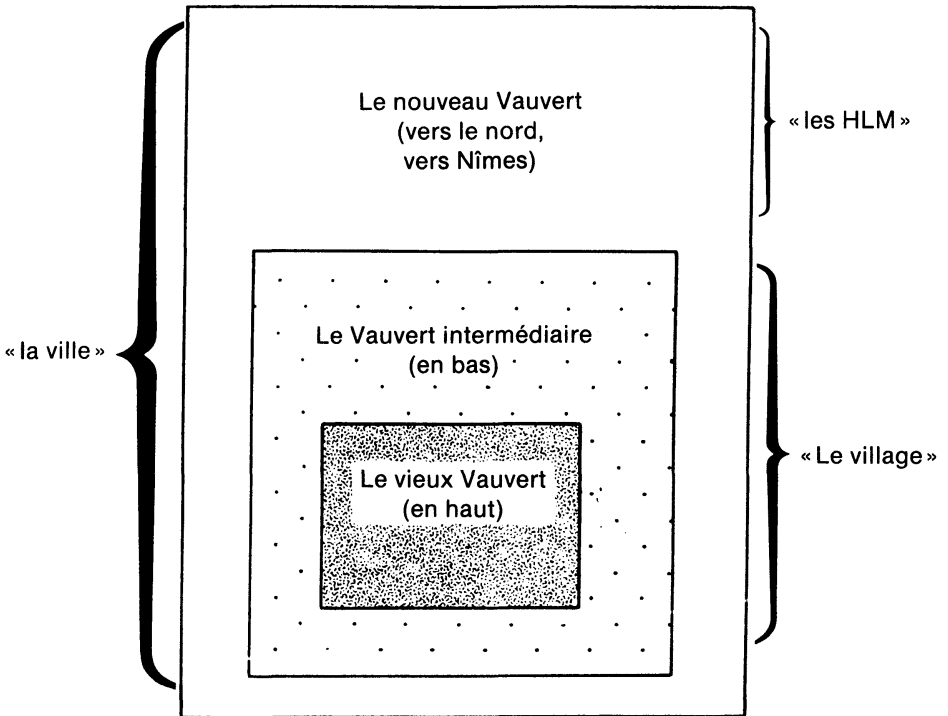 Le nouveau Vauvert
(vers le nord,
vers Nîmes)
« les HLM »
« la ville »
Le Vauvert intermédiaire
(en bas)
« Le village »
Le vieux Vauvert
(en haut)